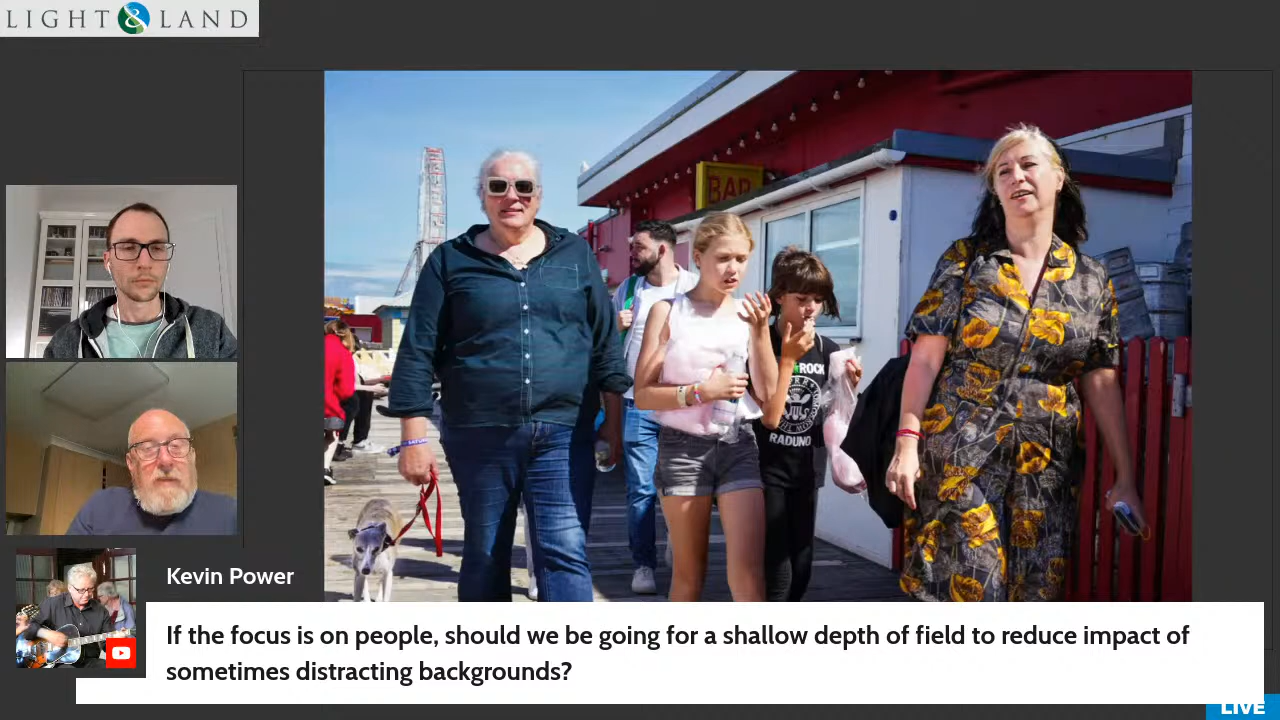 LIGHT & LAND
BAR
ROCK
RADUNO
Kevin Power
If the focus is on people, should we be going for a shallow depth of field to reduce impact of
sometimes distracting backgrounds?
LIVE